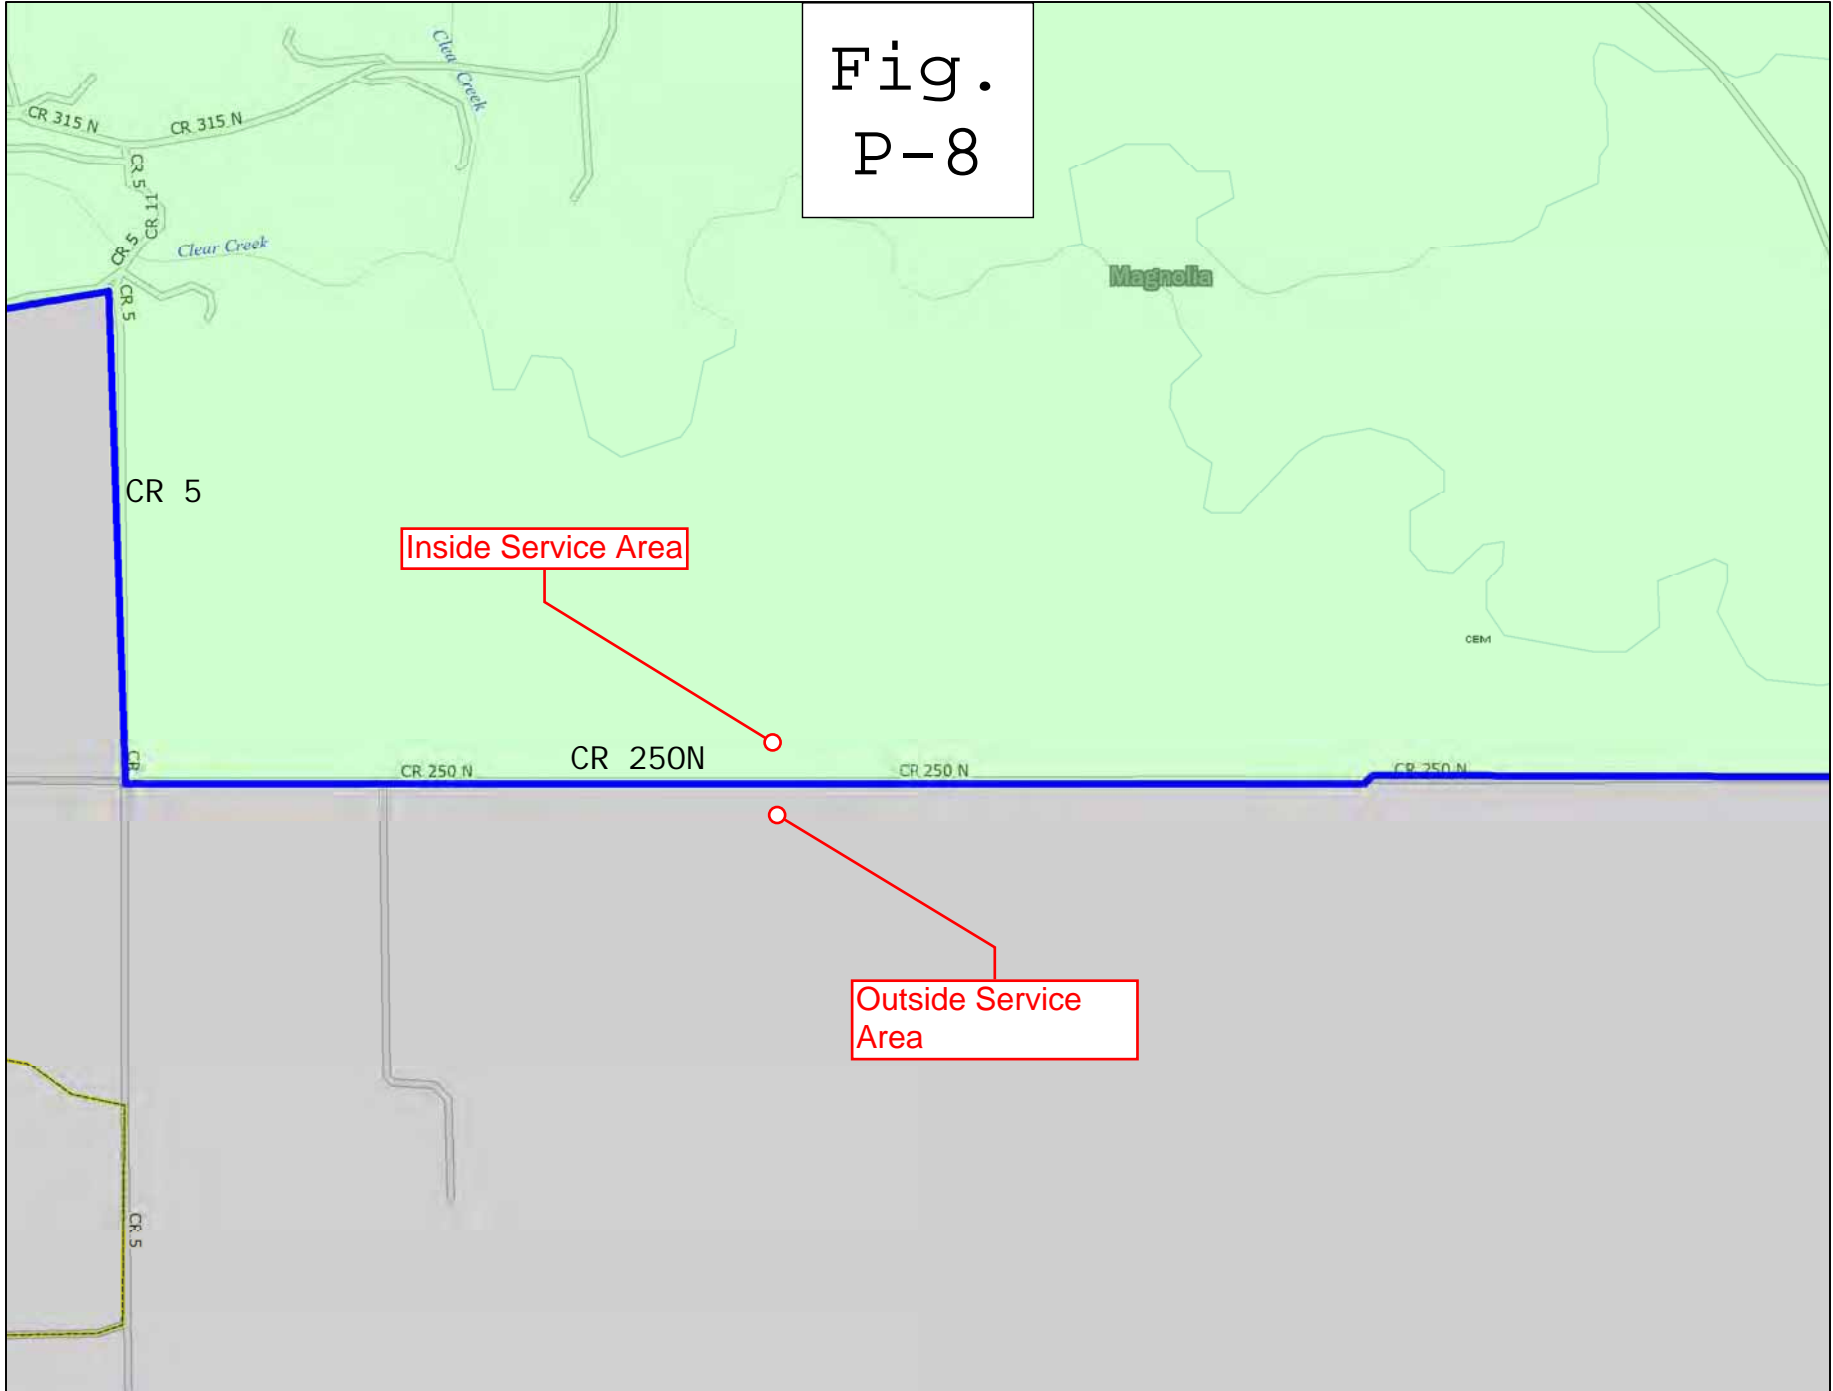 Fig.
P-8
Clear Creek
CR 315 N
CR 315 N
CR 5
CR 11
CR 5
Clear Creek
CR 5
Magnolia
CR 5
Inside Service Area
CEM
CR
CR 250 N
CR 250N
CR 250 N
CR 250 N
Outside Service
Area
CR 5